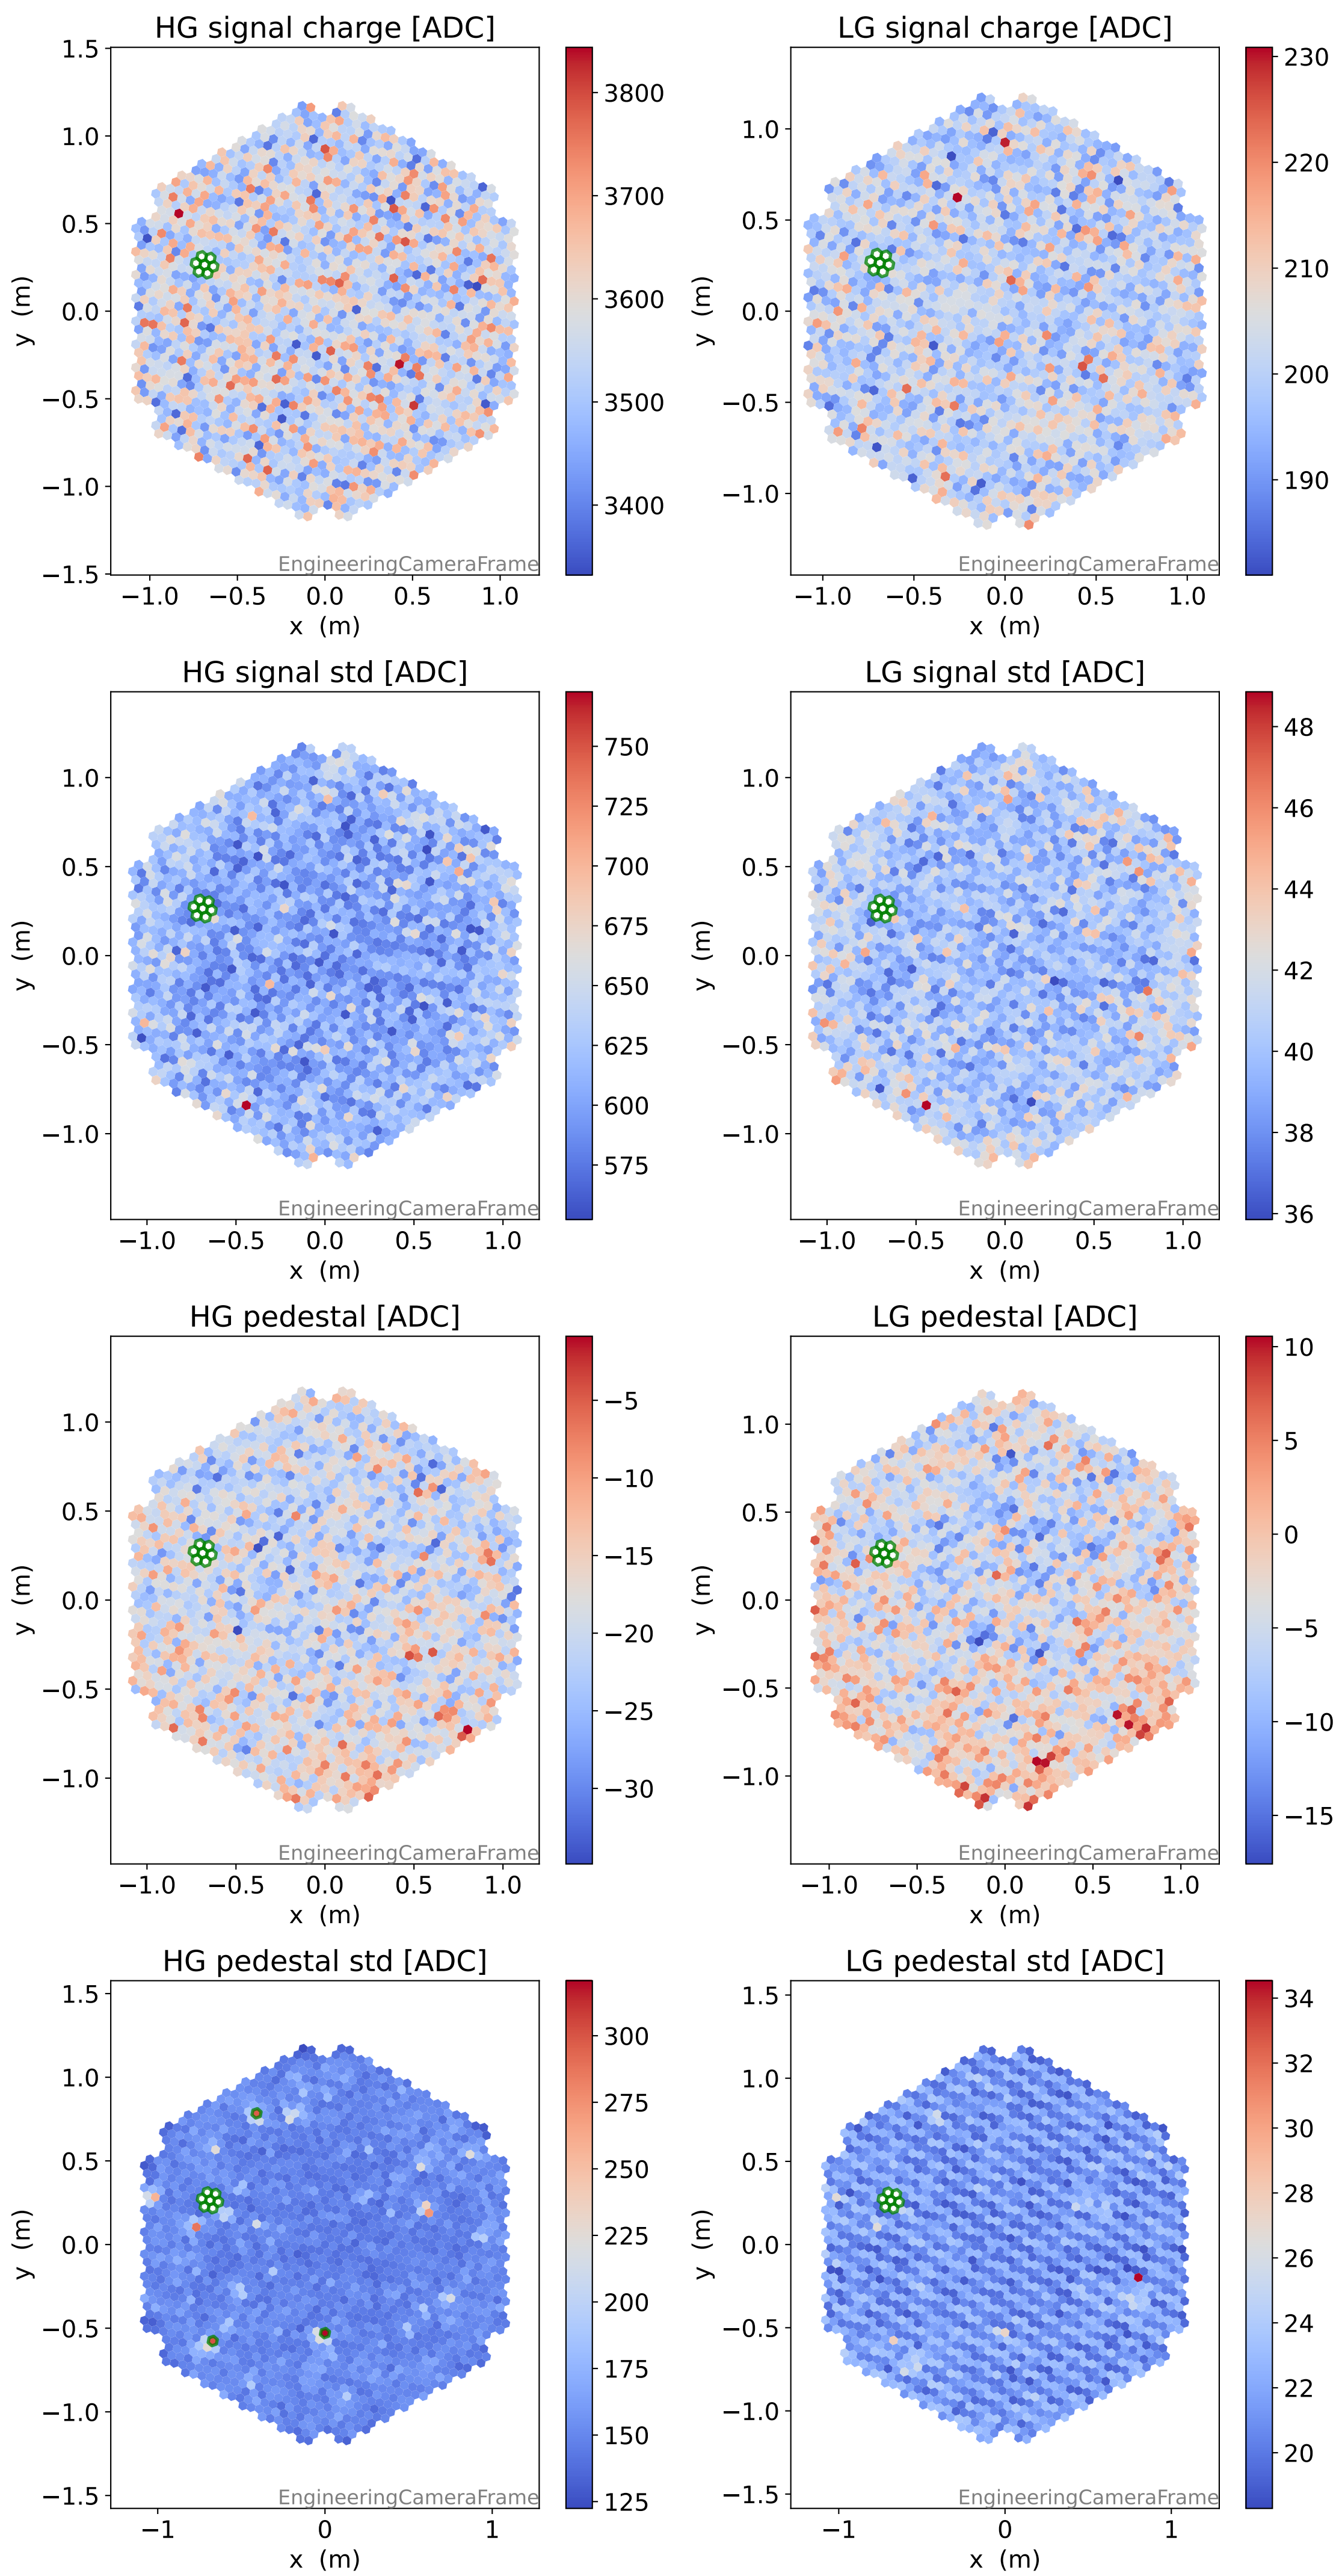 HG signal charge [ADC]
1.5
1.0
0.5
0.0
−0.5
−1.0
−1.5
y (m)
−1.0 −0.5 0.0 0.5 1.0
x (m)
EngineeringCameraFrame
3800
3700
3600
3500
3400
LG signal charge [ADC]
1.0
0.5
0.0
−0.5
−1.0
y (m)
−1.0 −0.5 0.0 0.5 1.0
x (m)
EngineeringCameraFrame
230
220
210
200
190
HG signal std [ADC]
1.0
0.5
0.0
−0.5
−1.0
y (m)
−1.0 −0.5 0.0 0.5 1.0
x (m)
EngineeringCameraFrame
750
725
700
675
650
625
600
575
LG signal std [ADC]
1.0
0.5
0.0
−0.5
−1.0
y (m)
−1.0 −0.5 0.0 0.5 1.0
x (m)
EngineeringCameraFrame
48
46
44
42
40
38
36
HG pedestal [ADC]
1.0
0.5
0.0
−0.5
−1.0
y (m)
−1.0 −0.5 0.0 0.5 1.0
x (m)
EngineeringCameraFrame
−5
−10
−15
−20
−25
−30
LG pedestal [ADC]
1.0
0.5
0.0
−0.5
−1.0
y (m)
−1.0 −0.5 0.0 0.5 1.0
x (m)
EngineeringCameraFrame
10
5
0
−5
−10
−15
HG pedestal std [ADC]
1.5
1.0
0.5
0.0
−0.5
−1.0
−1.5
y (m)
−1 0 1
x (m)
EngineeringCameraFrame
300
275
250
225
200
175
150
125
LG pedestal std [ADC]
1.5
1.0
0.5
0.0
−0.5
−1.0
−1.5
y (m)
−1 0 1
x (m)
EngineeringCameraFrame
34
32
30
28
26
24
22
20